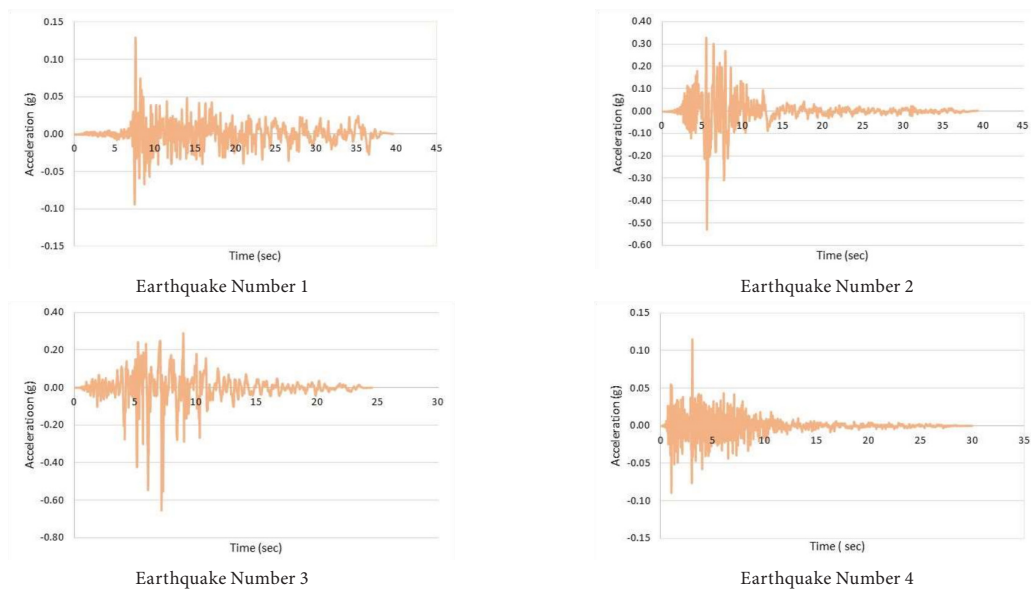 0.15
0.10
0.05
0.00
-0.05
-0.10
-0.15
0 5 10 15 20 25 30 35 40 45
Acceleration (g)
Time (sec)
Earthquake Number 1
0.40
0.30
0.20
0.10
0.00
-0.10
-0.20
-0.30
-0.40
-0.50
-0.60
0 5 10 15 20 25 30 35 40 45
Acceleration (g)
Time (sec)
Earthquake Number 2
0.40
0.20
0.00
-0.20
-0.40
-0.60
-0.80
0 5 10 15 20 25 30
Acceleratioon (g)
Time (sec)
Earthquake Number 3
0.15
0.10
0.05
0.00
-0.05
-0.10
-0.15
0 5 10 15 20 25 30 35
Acceleration (g)
Time ( sec)
Earthquake Number 4